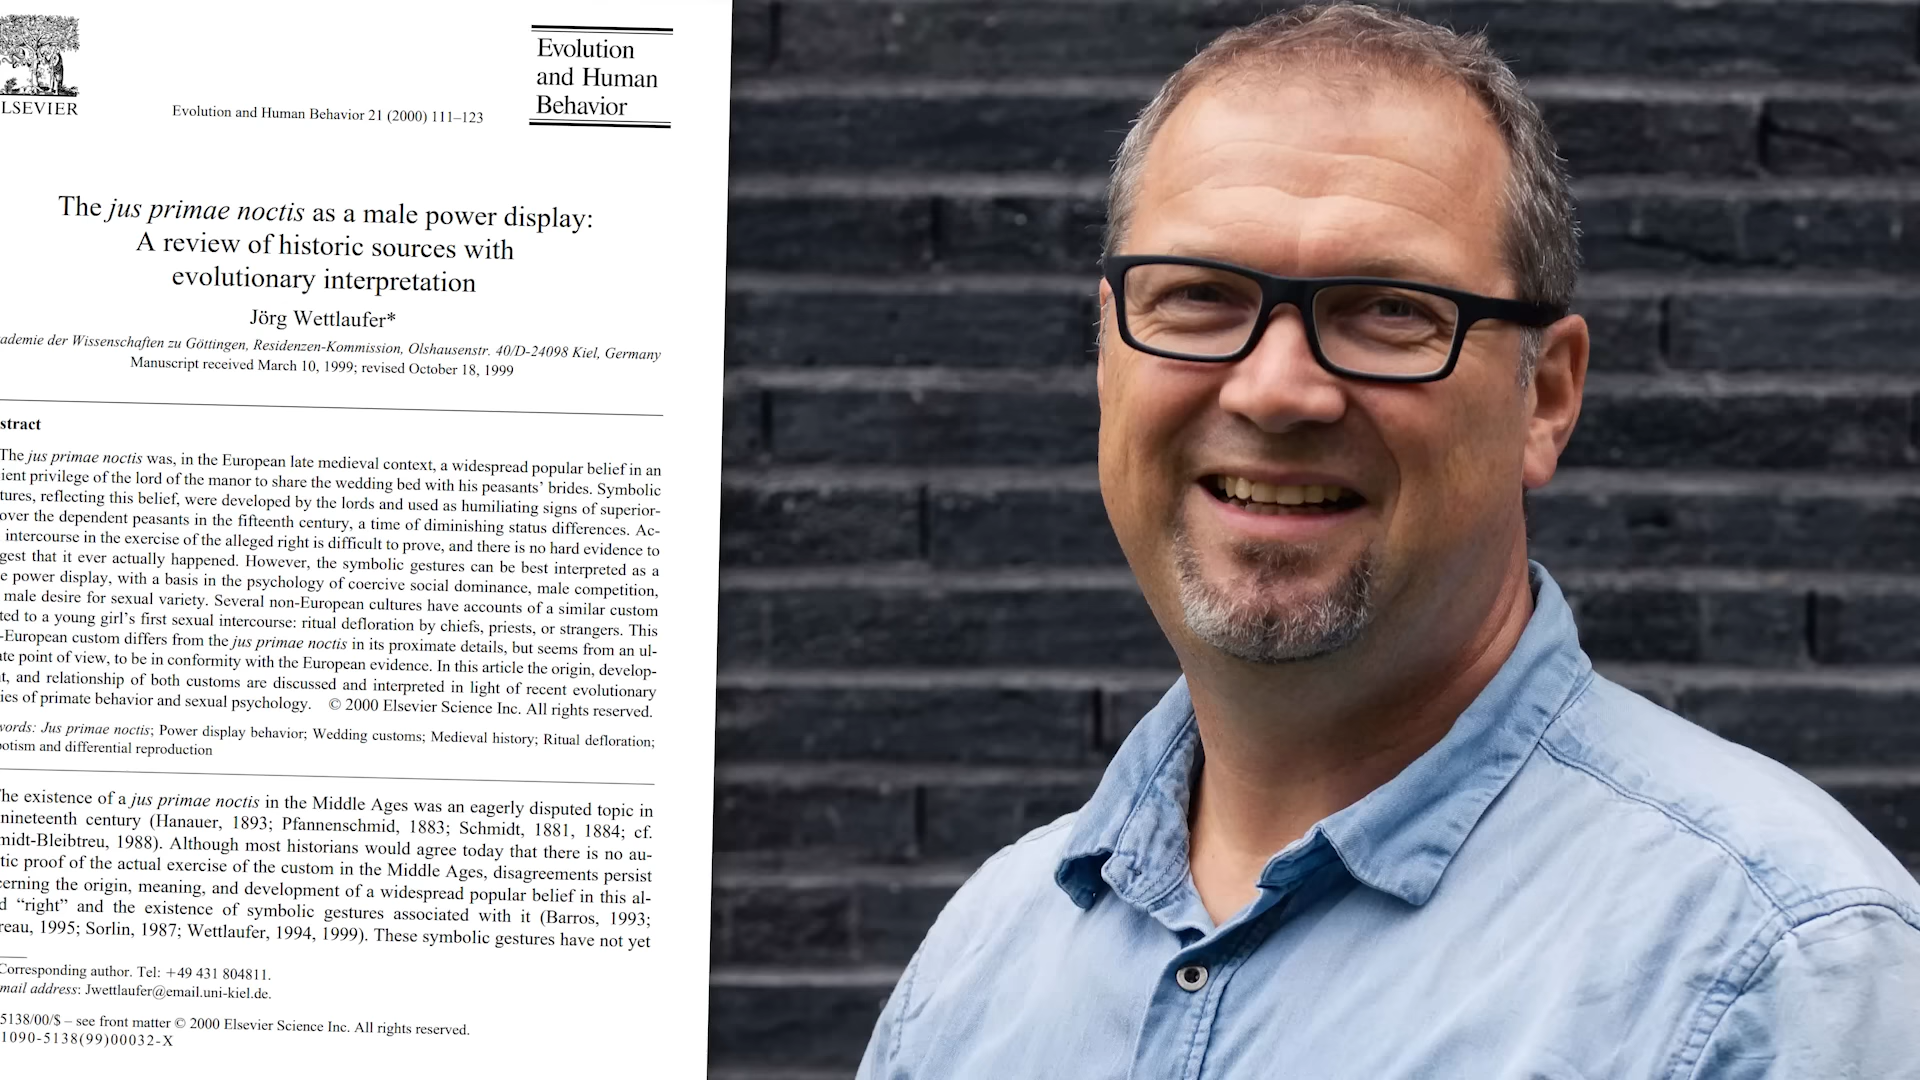 LSEVIER
Evolution and Human Behavior 21 (2000) 111–123
Evolution
and Human
Behavior
The jus primae noctis as a male power display:
A review of historic sources with
evolutionary interpretation
Jörg Wettlaufer*
ademie der Wissenschaften zu Göttingen, Residenzen-Kommission, Olshausenstr. 40/D-24098 Kiel, Germany
Manuscript received March 10, 1999; revised October 18, 1999
stract
The jus primae noctis was, in the European late medieval context, a widespread popular belief in an
ient privilege of the lord of the manor to share the wedding bed with his peasants' brides. Symbolic
tures, reflecting this belief, were developed by the lords and used as humiliating signs of superior-
over the dependent peasants in the fifteenth century, a time of diminishing status differences. Ac-
intercourse in the exercise of the alleged right is difficult to prove, and there is no hard evidence to
gest that it ever actually happened. However, the symbolic gestures can be best interpreted as a
e power display, with a basis in the psychology of coercive social dominance, male competition,
male desire for sexual variety. Several non-European cultures have accounts of a similar custom
ted to a young girl's first sexual intercourse: ritual defloration by chiefs, priests, or strangers. This
-European custom differs from the jus primae noctis in its proximate details, but seems from an ul-
te point of view, to be in conformity with the European evidence. In this article the origin, develop-
t, and relationship of both customs are discussed and interpreted in light of recent evolutionary
ies of primate behavior and sexual psychology. © 2000 Elsevier Science Inc. All rights reserved.
words: Jus primae noctis; Power display behavior; Wedding customs; Medieval history; Ritual defloration;
otism and differential reproduction
he existence of a jus primae noctis in the Middle Ages was an eagerly disputed topic in
nineteenth century (Hanauer, 1893; Pfannenschmid, 1883; Schmidt, 1881, 1884; cf.
midt-Bleibtreu, 1988). Although most historians would agree today that there is no au-
tic proof of the actual exercise of the custom in the Middle Ages, disagreements persist
cerning the origin, meaning, and development of a widespread popular belief in this al-
d “right” and the existence of symbolic gestures associated with it (Barros, 1993;
reau, 1995; Sorlin, 1987; Wettlaufer, 1994, 1999). These symbolic gestures have not yet
Corresponding author. Tel: +49 431 804811.
mail address: Jwettlaufer@email.uni-kiel.de.
5138/00/$ – see front matter © 2000 Elsevier Science Inc. All rights reserved.
1090-5138(99)00032-X